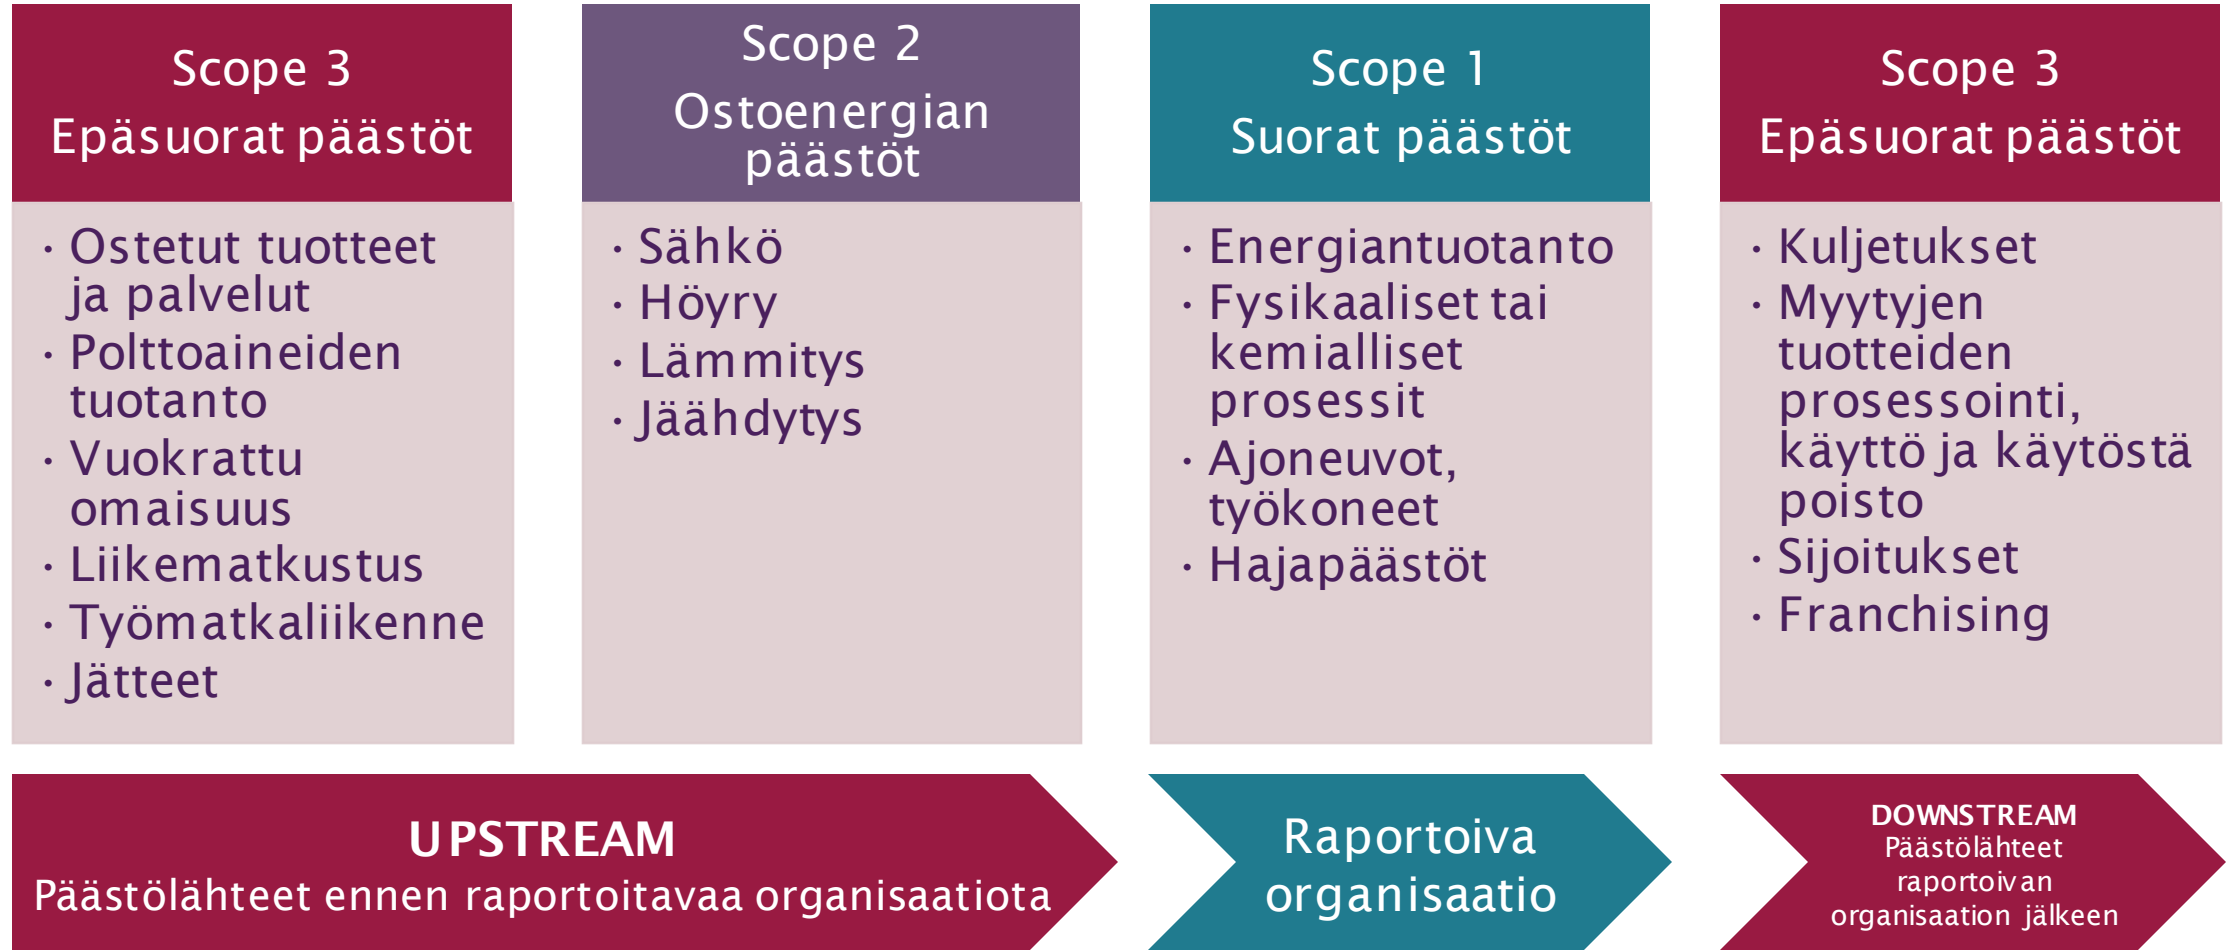 Scope 3
Epäsuorat päästöt
· Ostetut tuotteet
ja palvelut
· Polttoaineiden
tuotanto
· Vuokrattu
omaisuus
· Liikematkustus
· Työmatkaliikenne
· Jätteet
Scope 2
Ostoenergian
päästöt
· Sähkö
· Höyry
· Lämmitys
· Jäähdytys
Scope 1
Suorat päästöt
· Energiantuotanto
· Fysikaaliset tai
kemialliset
prosessit
· Ajoneuvot,
työkoneet
· Hajapäästöt
Scope 3
Epäsuorat päästöt
· Kuljetukset
· Myytyjen
tuotteiden
prosessointi,
käyttö ja käytöstä
poisto
· Sijoitukset
· Franchising
UPSTREAM
Päästölähteet ennen raportoitavaa organisaatiota
Raportoiva
organisaatio
DOWNSTREAM
Päästölähteet
raportoivan
organisaation jälkeen